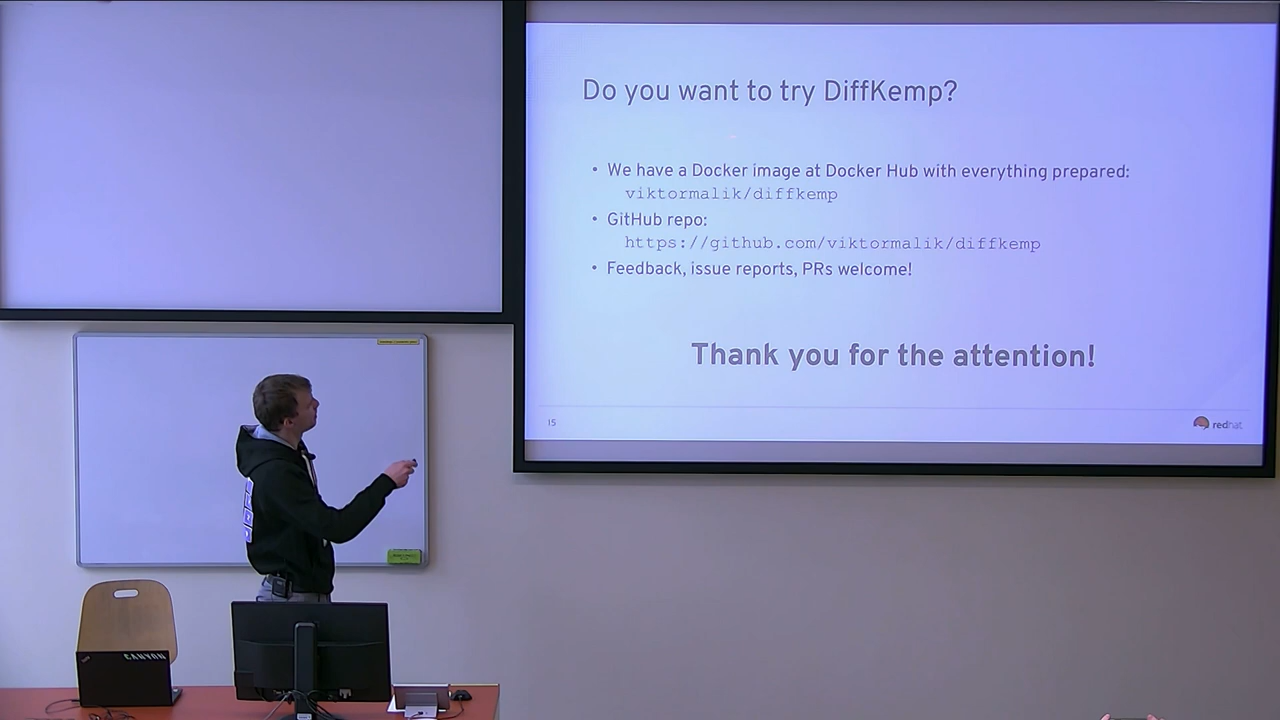 Do you want to try DiffKemp?
• We have a Docker image at Docker Hub with everything prepared:
viktormalik/diffkemp
• GitHub repo:
https://github.com/viktormalik/diffkemp
• Feedback, issue reports, PRs welcome!
Thank you for the attention!
15
redhat
CANYON